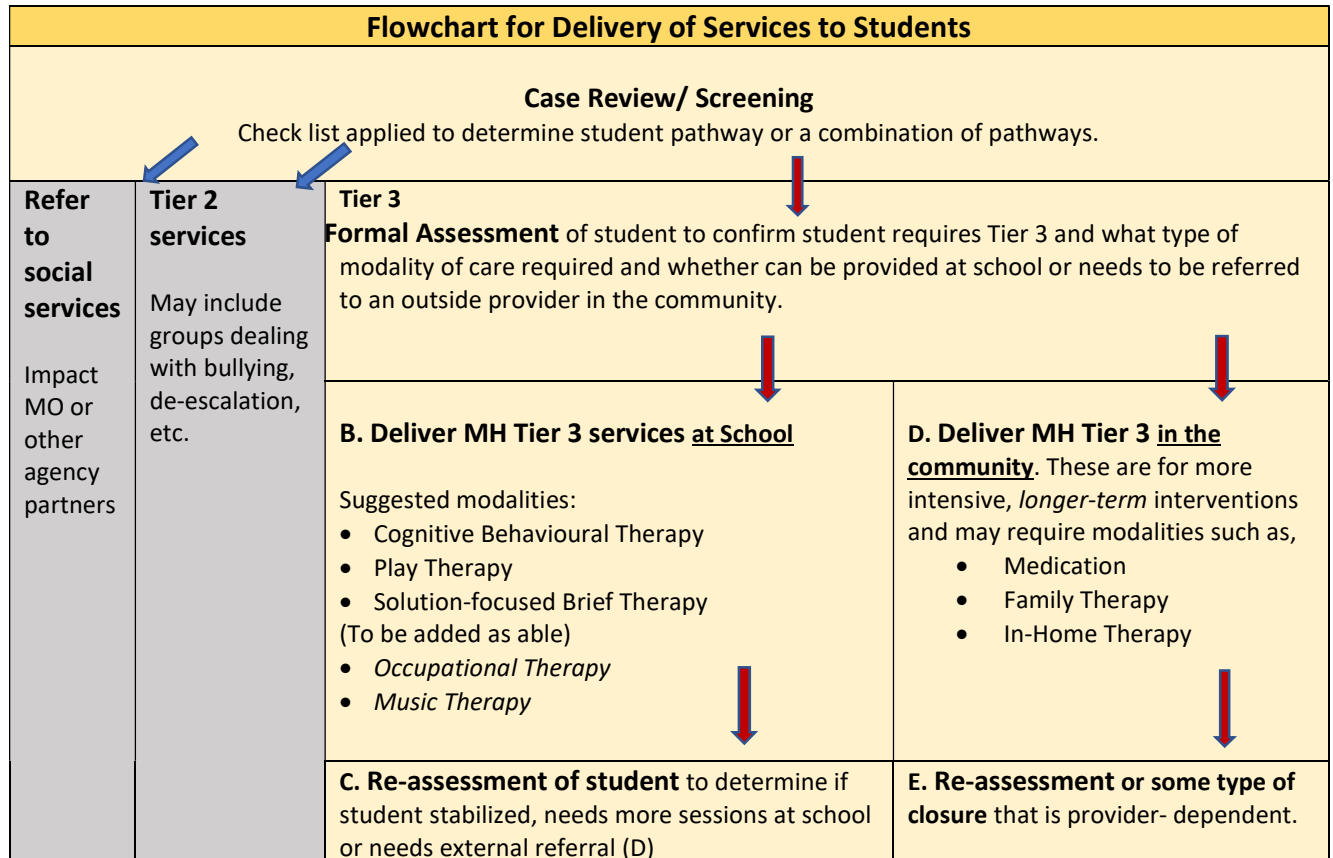 Flowchart for Delivery of Services to Students
Case Review/ Screening
Check list applied to determine student pathway or a combination of pathways.
Refer
to
social
services
Impact
MO or
other
agency
partners
Tier 2
services
May include
groups dealing
with bullying,
de-escalation,
etc.
Tier 3
Formal Assessment of student to confirm student requires Tier 3 and what type of
modality of care required and whether can be provided at school or needs to be referred
to an outside provider in the community.
B. Deliver MH Tier 3 services at School
Suggested modalities:
• Cognitive Behavioural Therapy
• Play Therapy
• Solution-focused Brief Therapy
(To be added as able)
• Occupational Therapy
• Music Therapy
D. Deliver MH Tier 3 in the
community. These are for more
intensive, longer-term interventions
and may require modalities such as,
• Medication
• Family Therapy
• In-Home Therapy
C. Re-assessment of student to determine if
student stabilized, needs more sessions at school
or needs external referral (D)
E. Re-assessment or some type of
closure that is provider- dependent.